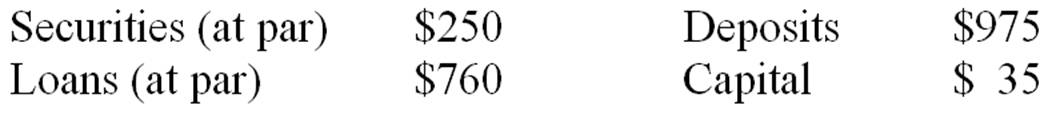 Securities (at par) $250 Deposits $975
Loans (at par) $760 Capital $ 35